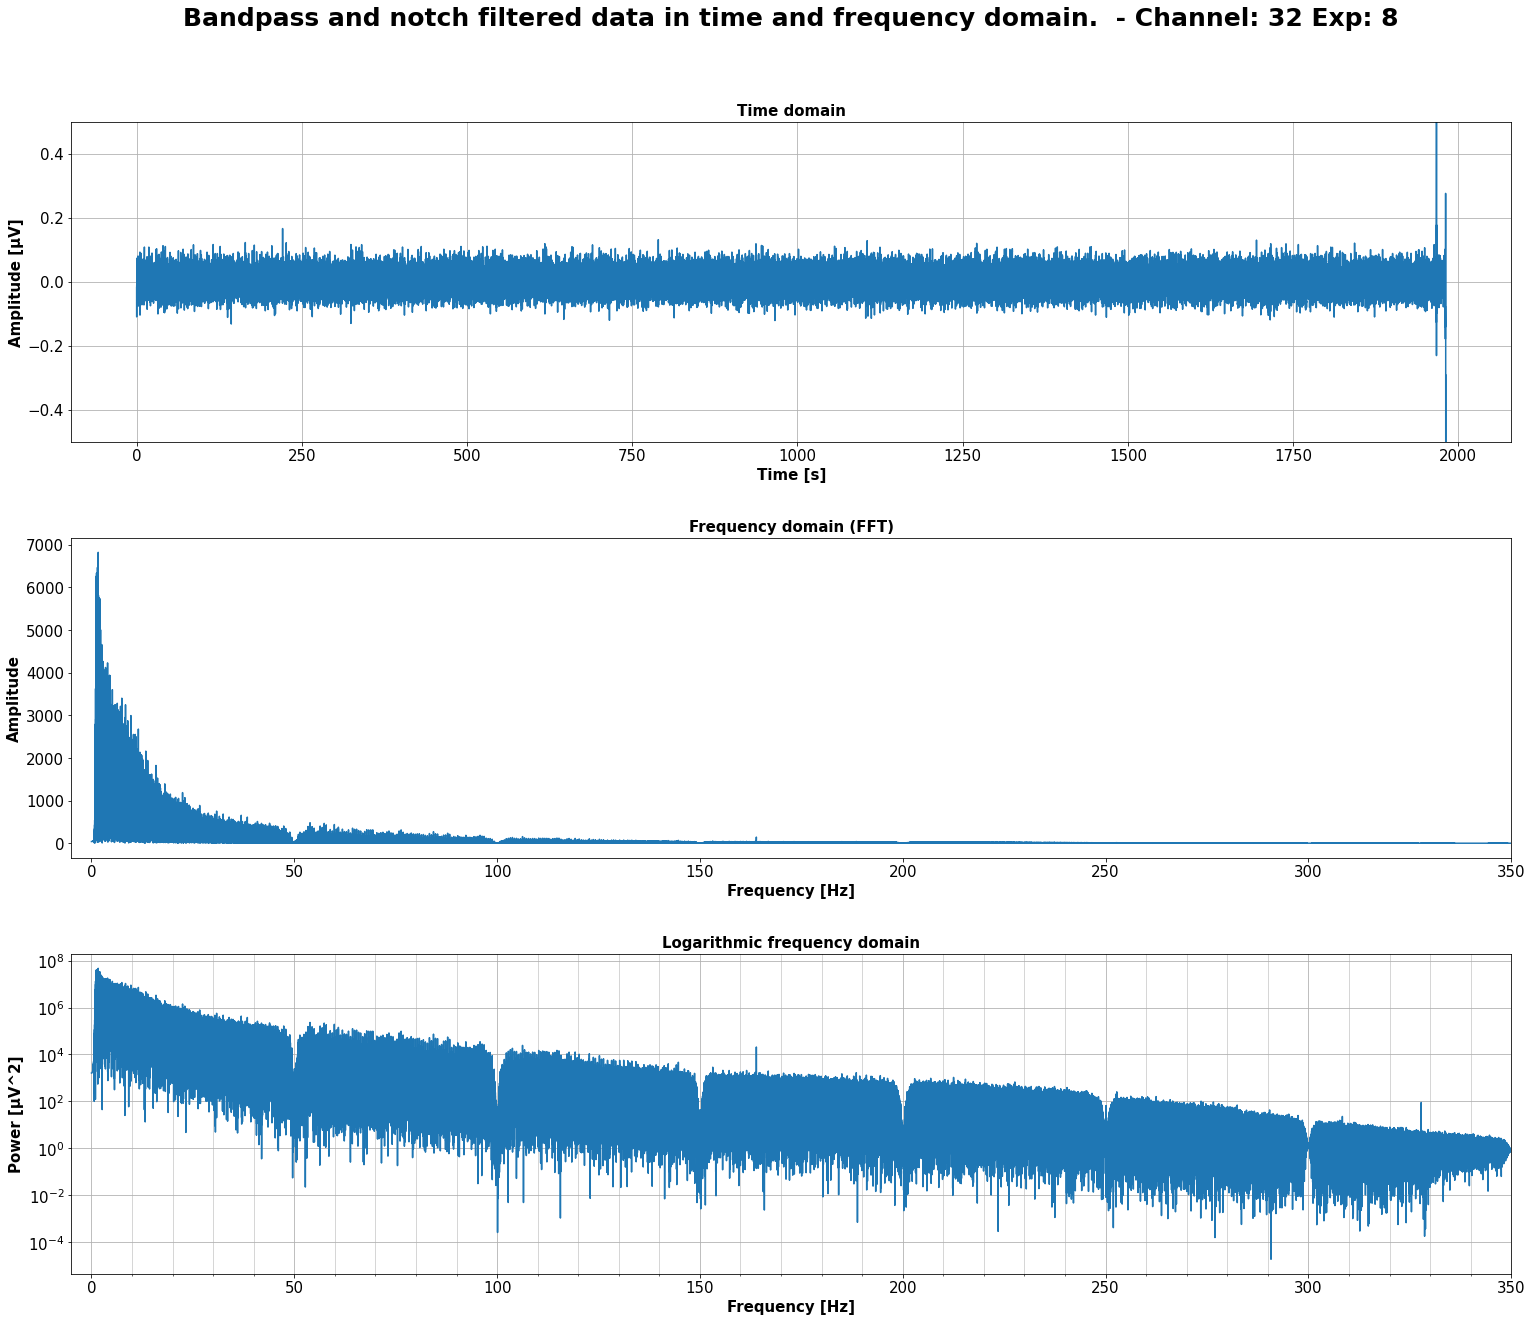 Bandpass and notch filtered data in time and frequency domain.  - Channel: 32 Exp: 8
Time domain
Amplitude [µV]
0.4
0.2
0.0
−0.2
−0.4
0 250 500 750 1000 1250 1500 1750 2000
Time [s]
Frequency domain (FFT)
Amplitude
7000
6000
5000
4000
3000
2000
1000
0
0 50 100 150 200 250 300 350
Frequency [Hz]
Logarithmic frequency domain
Power [µV^2]
10^8
10^6
10^4
10^2
10^0
10^−2
10^−4
0 50 100 150 200 250 300 350
Frequency [Hz]